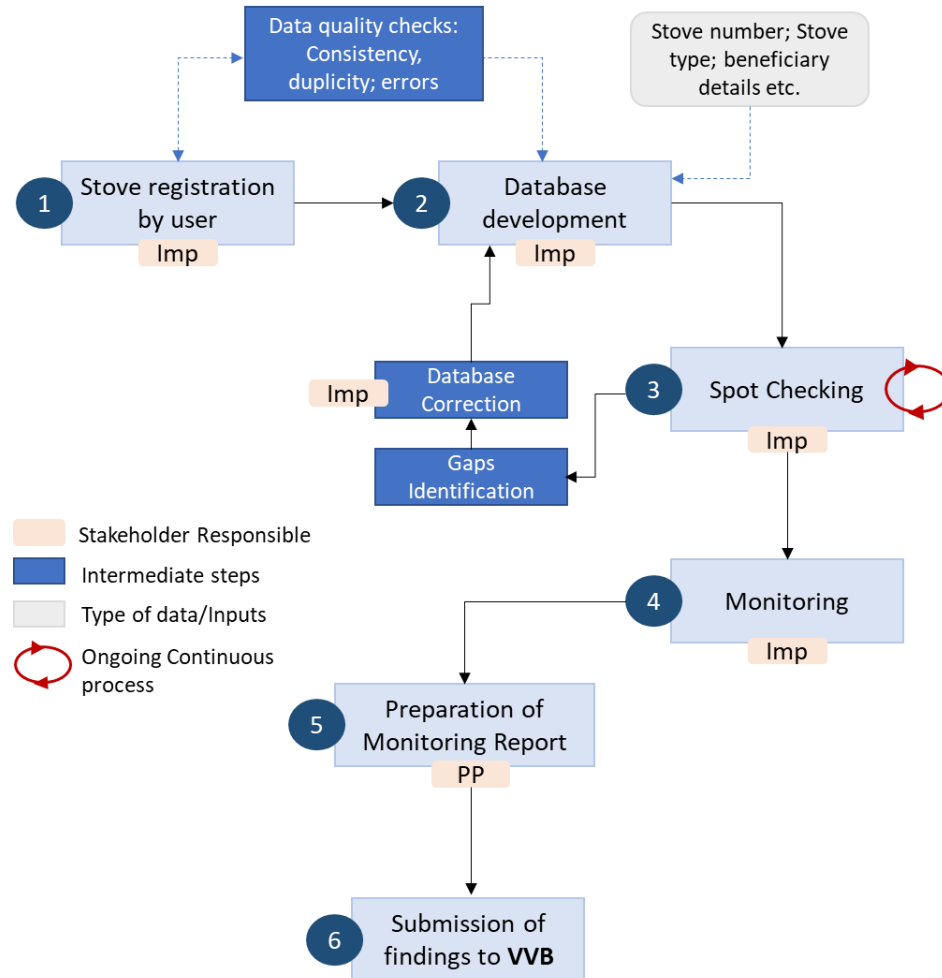 Data quality checks:
Consistency,
duplicity; errors
Stove number; Stove
type; beneficiary
details etc.
1
Stove registration
by user
Imp
2
Database
development
Imp
Imp
Database
Correction
3
Spot Checking
Imp
Gaps
Identification
Stakeholder Responsible
Intermediate steps
Type of data/Inputs
Ongoing Continuous
process
4
Monitoring
Imp
5
Preparation of
Monitoring Report
PP
6
Submission of
findings to VVB